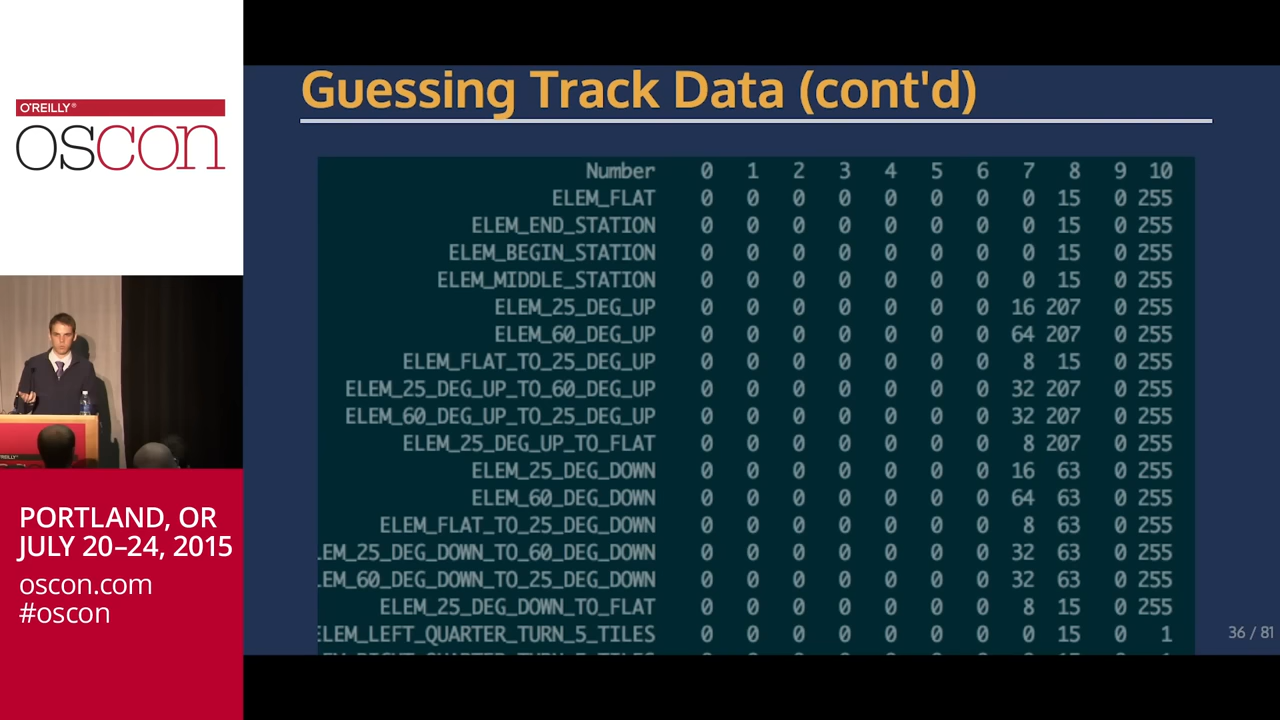 O'REILLY®
OSCON
PORTLAND, OR
JULY 20–24, 2015
oscon.com
#oscon
Guessing Track Data (cont'd)
Number 0 1 2 3 4 5 6 7 8 9 10
ELEM_FLAT 0 0 0 0 0 0 0 0 15 0 255
ELEM_END_STATION 0 0 0 0 0 0 0 0 15 0 255
ELEM_BEGIN_STATION 0 0 0 0 0 0 0 0 15 0 255
ELEM_MIDDLE_STATION 0 0 0 0 0 0 0 0 15 0 255
ELEM_25_DEG_UP 0 0 0 0 0 0 0 16 207 0 255
ELEM_60_DEG_UP 0 0 0 0 0 0 0 64 207 0 255
ELEM_FLAT_TO_25_DEG_UP 0 0 0 0 0 0 0 8 15 0 255
ELEM_25_DEG_UP_TO_60_DEG_UP 0 0 0 0 0 0 0 32 207 0 255
ELEM_60_DEG_UP_TO_25_DEG_UP 0 0 0 0 0 0 0 32 207 0 255
ELEM_25_DEG_UP_TO_FLAT 0 0 0 0 0 0 0 8 207 0 255
ELEM_25_DEG_DOWN 0 0 0 0 0 0 0 16 63 0 255
ELEM_60_DEG_DOWN 0 0 0 0 0 0 0 64 63 0 255
ELEM_FLAT_TO_25_DEG_DOWN 0 0 0 0 0 0 0 8 63 0 255
LEM_25_DEG_DOWN_TO_60_DEG_DOWN 0 0 0 0 0 0 0 32 63 0 255
LEM_60_DEG_DOWN_TO_25_DEG_DOWN 0 0 0 0 0 0 0 32 63 0 255
ELEM_25_DEG_DOWN_TO_FLAT 0 0 0 0 0 0 0 8 15 0 255
ELEM_LEFT_QUARTER_TURN_5_TILES 0 0 0 0 0 0 0 0 15 0 1
36 / 81